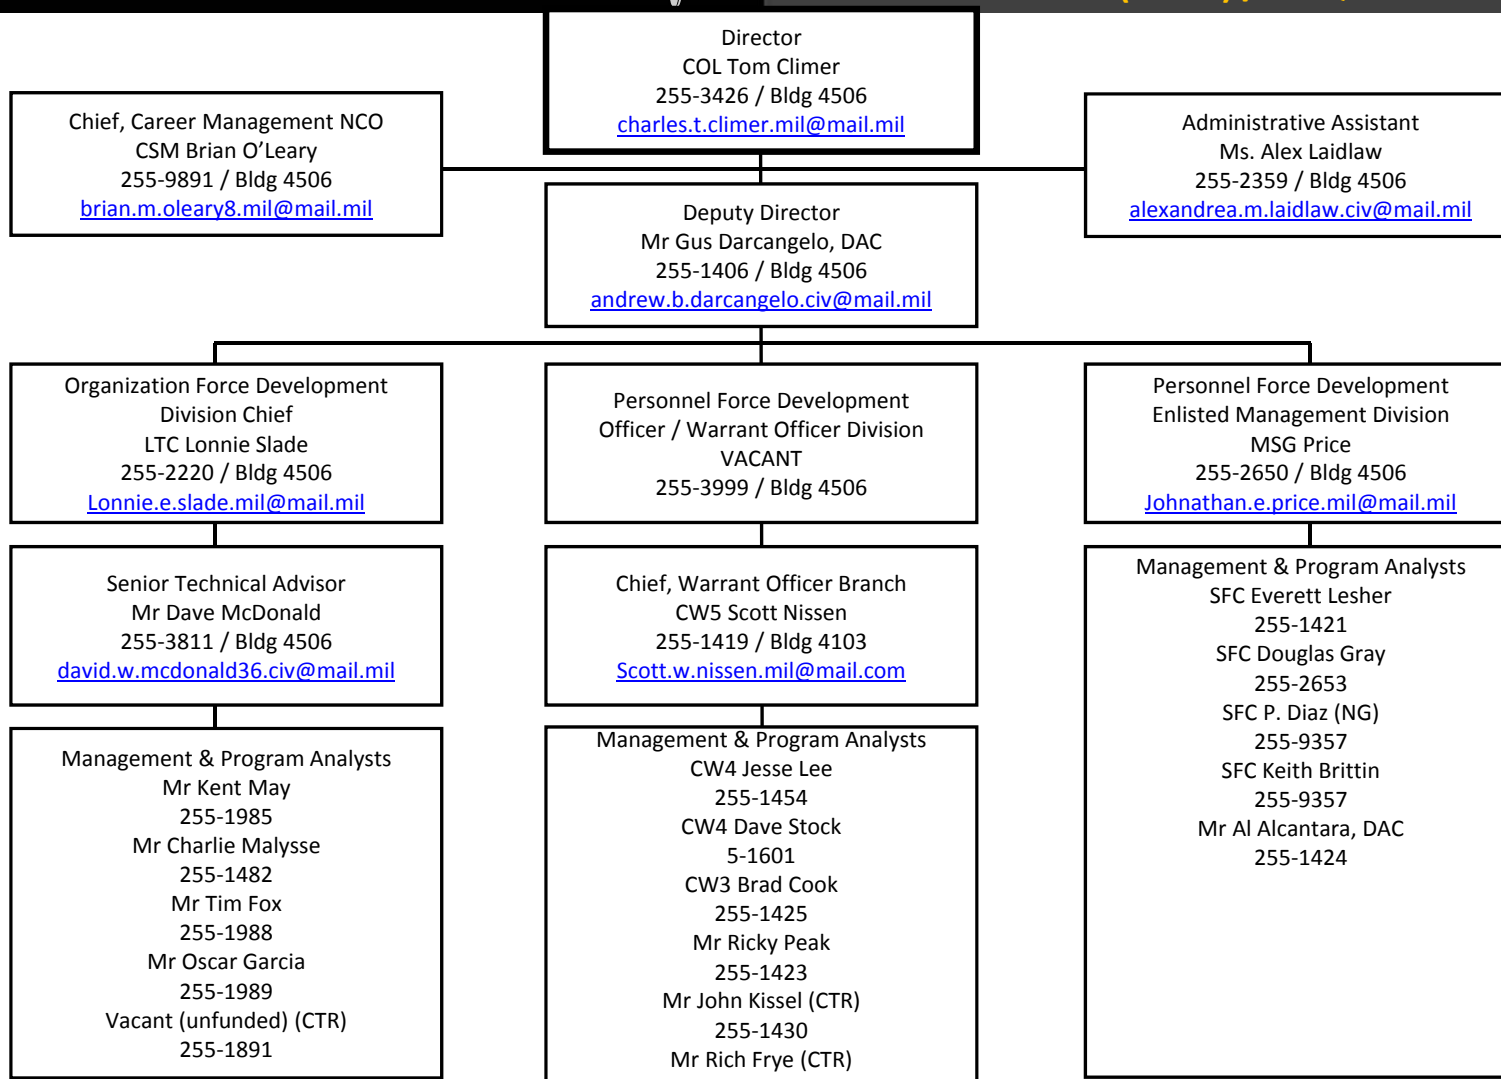 Director
COL Tom Climer
255-3426 / Bldg 4506
charles.t.climer.mil@mail.mil
Chief, Career Management NCO
CSM Brian O’Leary
255-9891 / Bldg 4506
brian.m.oleary8.mil@mail.mil
Administrative Assistant
Ms. Alex Laidlaw
255-2359 / Bldg 4506
alexandrea.m.laidlaw.civ@mail.mil
Deputy Director
Mr Gus Darcangelo, DAC
255-1406 / Bldg 4506
andrew.b.darcangelo.civ@mail.mil
Organization Force Development
Division Chief
LTC Lonnie Slade
255-2220 / Bldg 4506
Lonnie.e.slade.mil@mail.mil
Personnel Force Development
Officer / Warrant Officer Division
VACANT
255-3999 / Bldg 4506
Personnel Force Development
Enlisted Management Division
MSG Price
255-2650 / Bldg 4506
Johnathan.e.price.mil@mail.mil
Senior Technical Advisor
Mr Dave McDonald
255-3811 / Bldg 4506
david.w.mcdonald36.civ@mail.mil
Chief, Warrant Officer Branch
CW5 Scott Nissen
255-1419 / Bldg 4103
Scott.w.nissen.mil@mail.com
Management & Program Analysts
SFC Everett Lesher
255-1421
SFC Douglas Gray
255-2653
SFC P. Diaz (NG)
255-9357
SFC Keith Brittin
255-9357
Mr Al Alcantara, DAC
255-1424
Management & Program Analysts
Mr Kent May
255-1985
Mr Charlie Malysse
255-1482
Mr Tim Fox
255-1988
Mr Oscar Garcia
255-1989
Vacant (unfunded) (CTR)
255-1891
Management & Program Analysts
CW4 Jesse Lee
255-1454
CW4 Dave Stock
5-1601
CW3 Brad Cook
255-1425
Mr Ricky Peak
255-1423
Mr John Kissel (CTR)
255-1430
Mr Rich Frye (CTR)